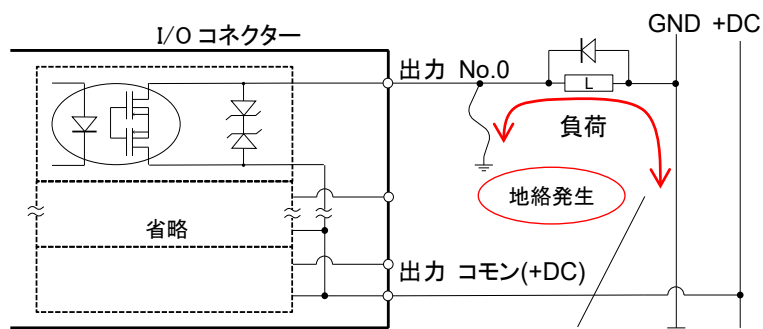 GND +DC
I/O コネクター
出力 No.0
L
負荷
地絡発生
省略
出力 コモン(+DC)